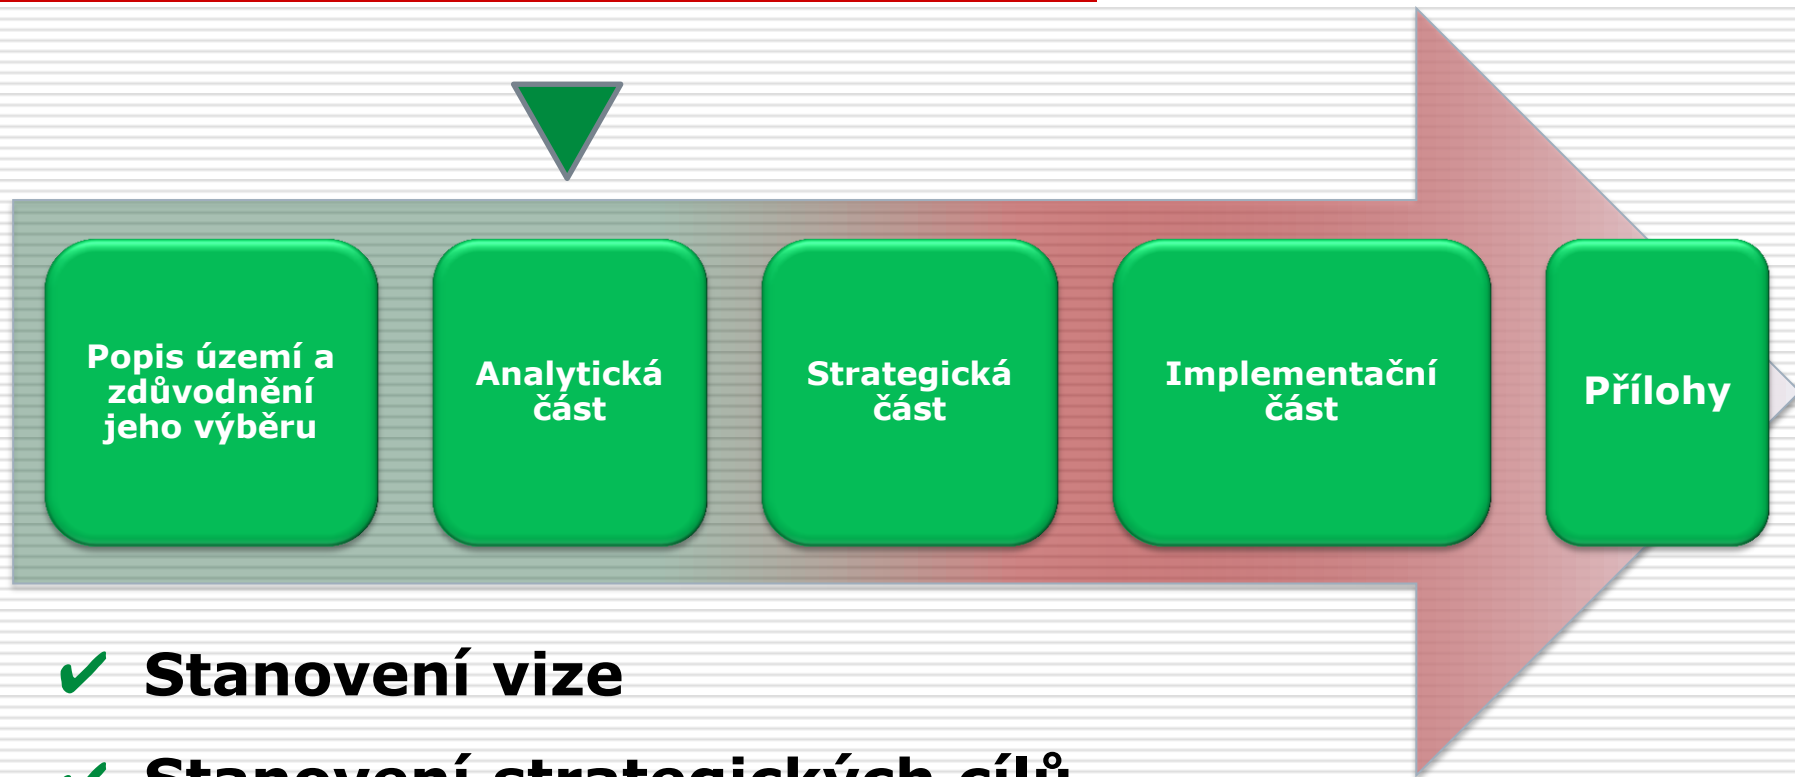 Popis území a
zdůvodnění
jeho výběru
Analytická
část
Strategická
část
Implementační
část
Přílohy
✔ Stanovení vize
✔ Stanovení strategických cílů